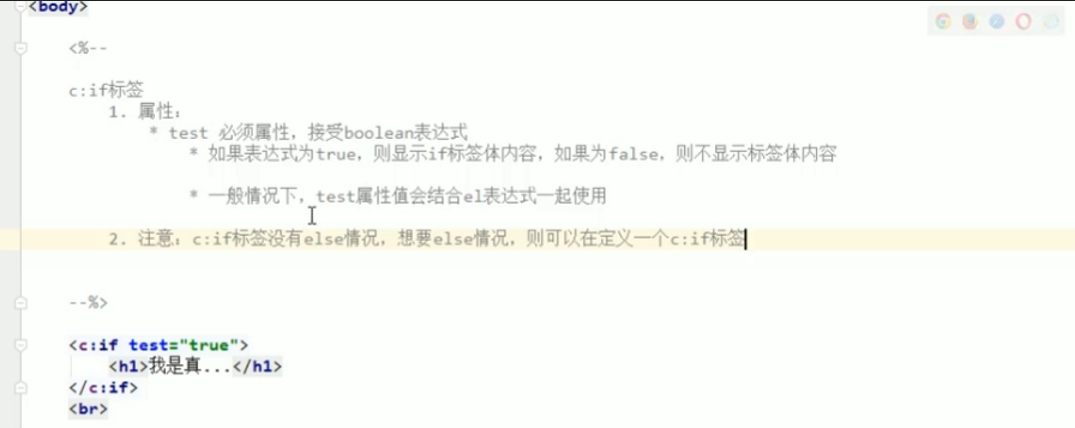 <body>
<%--
c:if标签
1. 属性:
* test 必须属性，接受boolean表达式
* 如果表达式为true，则显示if标签体内容，如果为false，则不显示标签体内容
* 一般情况下，test属性值会结合el表达式一起使用
2. 注意：c:if标签没有else情况，想要else情况，则可以在定义一个c:if标签
--%>
<c:if test="true">
<h1>我是真...</h1>
</c:if>
<br>